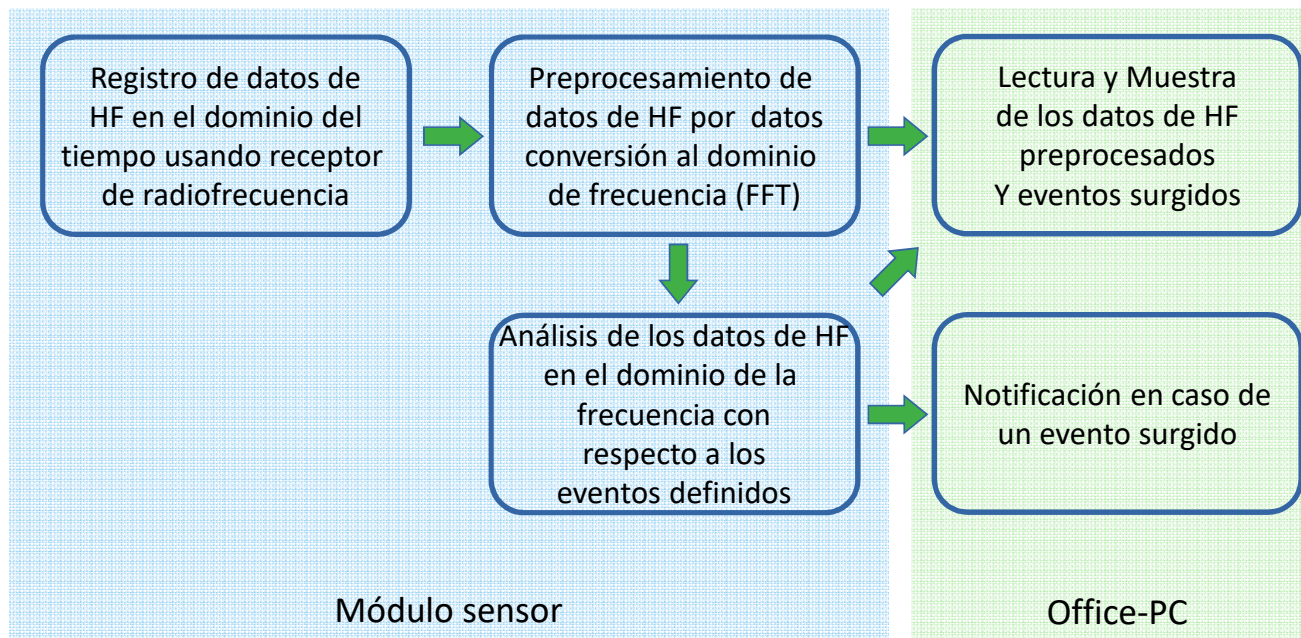 Registro de datos de
HF en el dominio del
tiempo usando receptor
de radiofrecuencia
Preprocesamiento de
datos de HF por datos
conversión al dominio
de frecuencia (FFT)
Lectura y Muestra
de los datos de HF
preprocesados
Y eventos surgidos
Análisis de los datos de HF
en el dominio de la
frecuencia con
respecto a los
eventos definidos
Notificación en caso de
un evento surgido
Módulo sensor
Office-PC